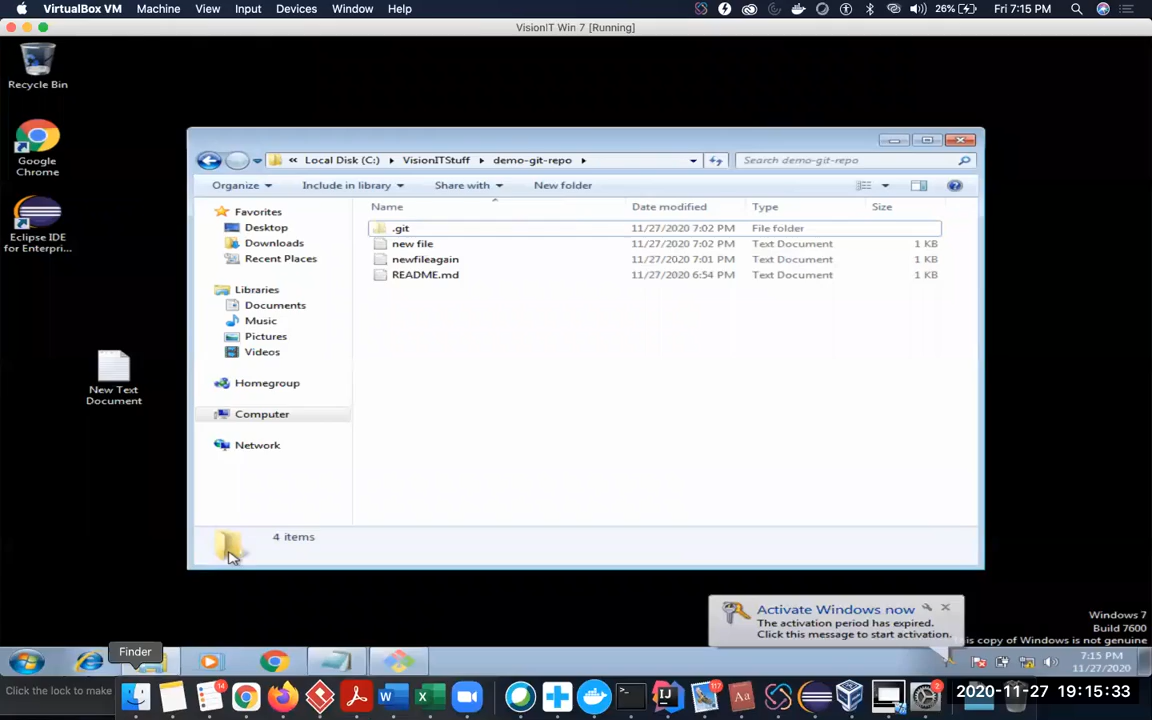 VirtualBox VM Machine View Input Devices Window Help 26% Fri 7:15 PM
VisionIT Win 7 [Running]
Recycle Bin
Google
Chrome
Eclipse IDE
for Enterpri...
New Text
Document
« Local Disk (C:) VisionITStuff demo-git-repo
Search demo-git-repo
Organize Include in library Share with New folder
Favorites
Desktop
Downloads
Recent Places
Libraries
Documents
Music
Pictures
Videos
Homegroup
Computer
Network
Name Date modified Type Size
.git 11/27/2020 7:02 PM File folder
new file 11/27/2020 7:02 PM Text Document 1 KB
newfileagain 11/27/2020 7:01 PM Text Document 1 KB
README.md 11/27/2020 6:54 PM Text Document 1 KB
4 items
Activate Windows now
The activation period has expired.
Click this message to start activation.
Windows 7
Build 7600
This copy of Windows is not genuine
Finder
7:15 PM
11/27/2020
Click the lock to make
14
2020-11-27 19:15:33